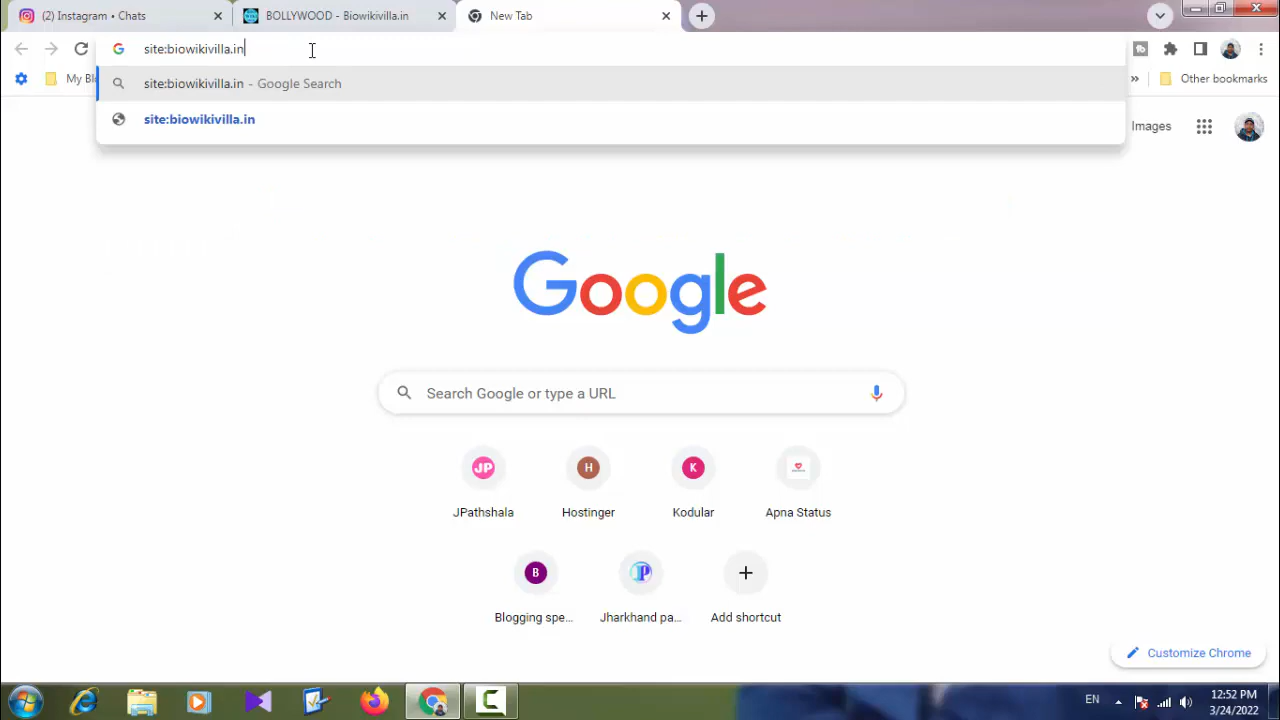 Instagram • Chats
BOLLYWOOD - Biowikivilla.in
New Tab
site:biowikivilla.in
My Bl
Other bookmarks
site:biowikivilla.in - Google Search
site:biowikivilla.in
Images
Google
Search Google or type a URL
JP
H
K
JPathshala
Hostinger
Kodular
Apna Status
B
Blogging spe...
Jharkhand pa...
Add shortcut
Customize Chrome
EN
12:52 PM
3/24/2022